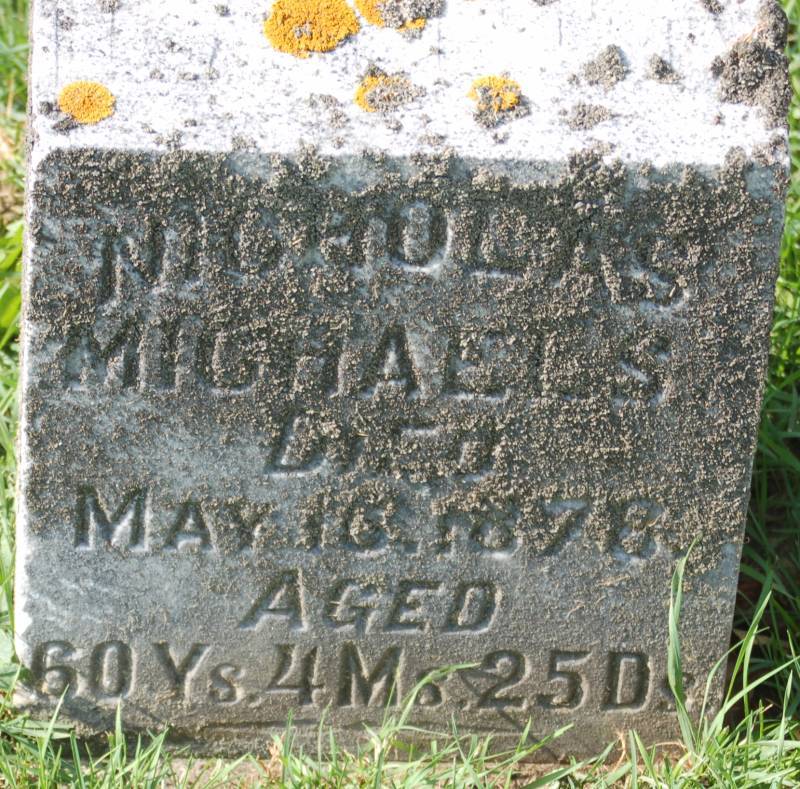 NICHOLAS
MICHAELS
DIED
MAY 16. 1878.
AGED
60 Ys. 4 Ms. 25 Ds.